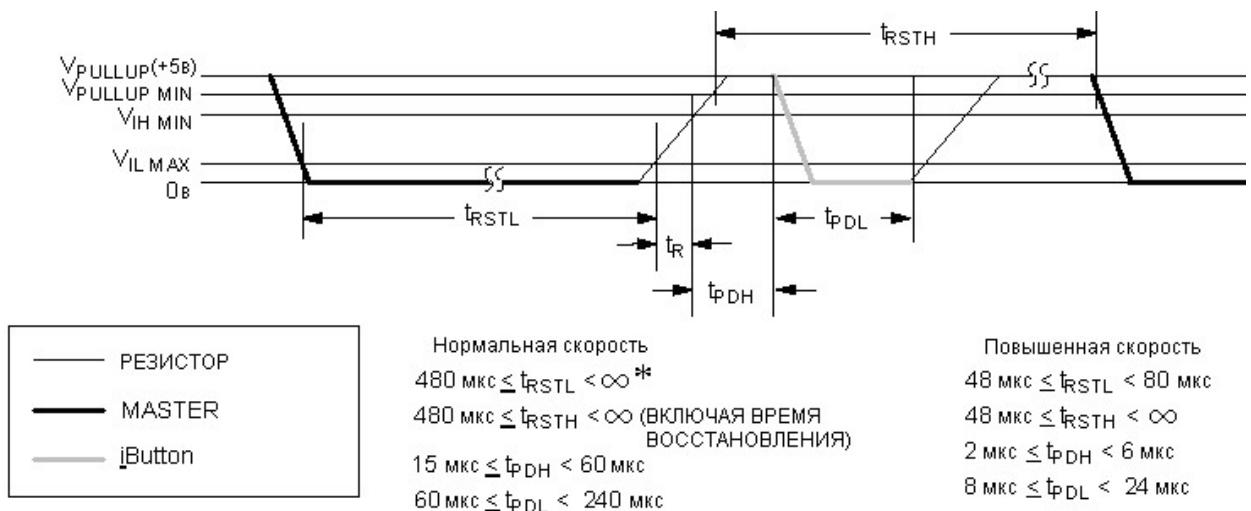 tRSTH
VPULLUP(+5В)
VPULLUP MIN
VIH MIN
VIL MAX
0В
tRSTL
tPDL
tR
tPDH
РЕЗИСТОР
MASTER
iButton
Нормальная скорость
480 мкс ≤ tRSTL < ∞ *
480 мкс ≤ tRSTH < ∞ (ВКЛЮЧАЯ ВРЕМЯ
ВОССТАНОВЛЕНИЯ)
15 мкс ≤ tPDH < 60 мкс
60 мкс ≤ tPDL < 240 мкс
Повышенная скорость
48 мкс ≤ tRSTL < 80 мкс
48 мкс ≤ tRSTH < ∞
2 мкс ≤ tPDH < 6 мкс
8 мкс ≤ tPDL < 24 мкс